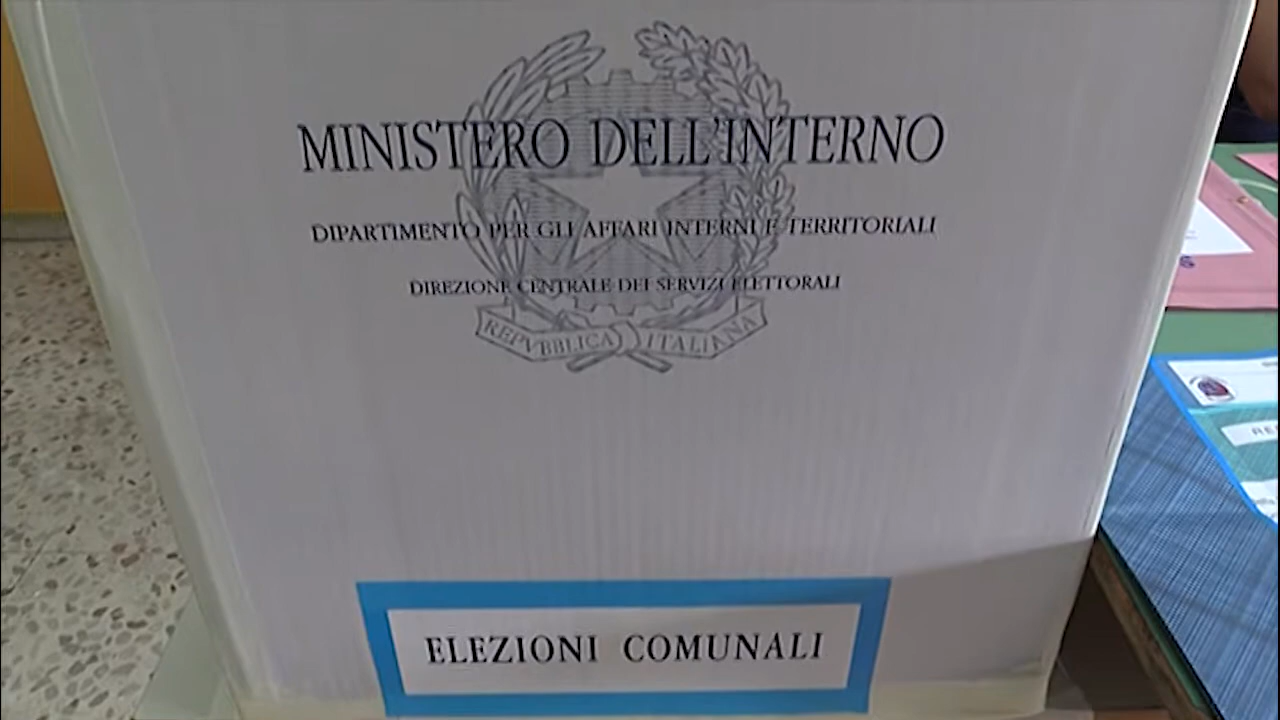 MINISTERO DELL'INTERNO
DIPARTIMENTO PER GLI AFFARI INTERNI E TERRITORIALI
DIREZIONE CENTRALE DEI SERVIZI ELETTORALI
REPVBBLICA ITALIANA
ELEZIONI COMUNALI